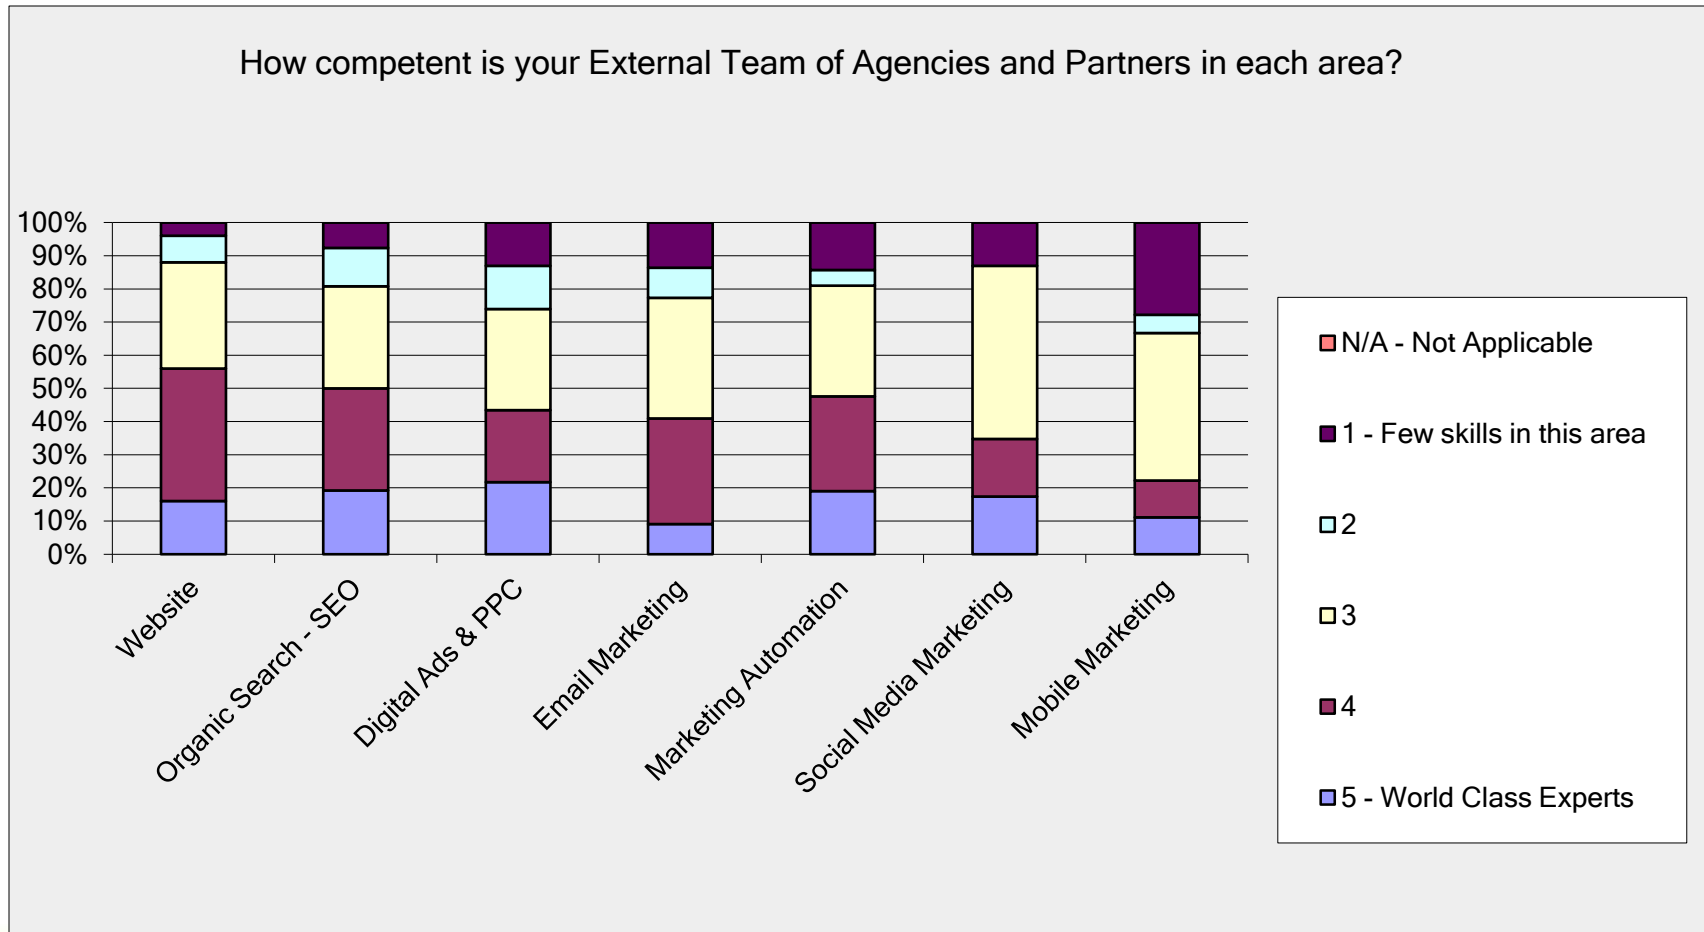 How competent is your External Team of Agencies and Partners in each area?
100%
90%
80%
70%
60%
50%
40%
30%
20%
10%
0%
Website
Organic Search - SEO
Digital Ads & PPC
Email Marketing
Marketing Automation
Social Media Marketing
Mobile Marketing
N/A - Not Applicable
1 - Few skills in this area
2
3
4
5 - World Class Experts